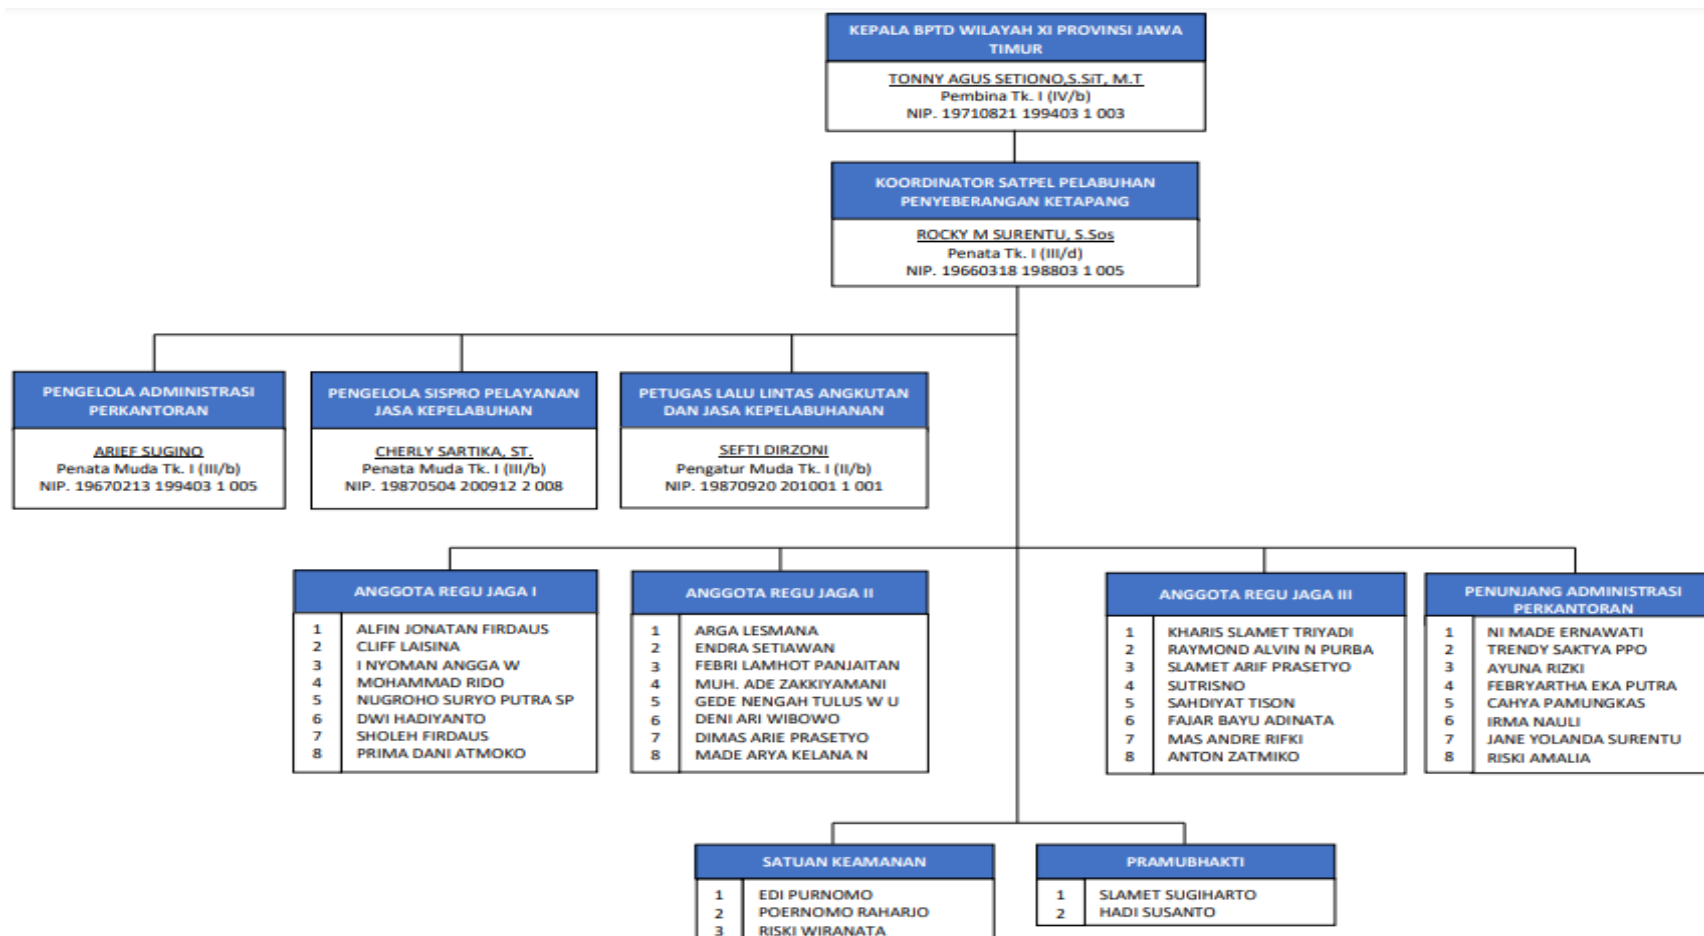 KEPALA BPTD WILAYAH XI PROVINSI JAWA
TIMUR
TONNY AGUS SETIONO,S.SiT, M.T
Pembina Tk. I (IV/b)
NIP. 19710821 199403 1 003
KOORDINATOR SATPEL PELABUHAN
PENYEBERANGAN KETAPANG
ROCKY M SURENTU, S.Sos
Penata Tk. I (III/d)
NIP. 19660318 198803 1 005
PENGELOLA ADMINISTRASI
PERKANTORAN
ARIEF SUGINO
Penata Muda Tk. I (III/b)
NIP. 19670213 199403 1 005
PENGELOLA SISPRO PELAYANAN
JASA KEPELABUHAN
CHERLY SARTIKA, ST.
Penata Muda Tk. I (III/b)
NIP. 19870504 200912 2 008
PETUGAS LALU LINTAS ANGKUTAN
DAN JASA KEPELABUHANAN
SEFTI DIRZONI
Pengatur Muda Tk. I (II/b)
NIP. 19870920 201001 1 001
ANGGOTA REGU JAGA I
1 ALFIN JONATAN FIRDAUS
2 CLIFF LAISINA
3 I NYOMAN ANGGA W
4 MOHAMMAD RIDO
5 NUGROHO SURYO PUTRA SP
6 DWI HADIYANTO
7 SHOLEH FIRDAUS
8 PRIMA DANI ATMOKO
ANGGOTA REGU JAGA II
1 ARGA LESMANA
2 ENDRA SETIAWAN
3 FEBRI LAMHOT PANJAITAN
4 MUH. ADE ZAKKIYAMANI
5 GEDE NENGAH TULUS W U
6 DENI ARI WIBOWO
7 DIMAS ARIE PRASETYO
8 MADE ARYA KELANA N
ANGGOTA REGU JAGA III
1 KHARIS SLAMET TRIYADI
2 RAYMOND ALVIN N PURBA
3 SLAMET ARIF PRASETYO
4 SUTRISNO
5 SAHDIYAT TISON
6 FAJAR BAYU ADINATA
7 MAS ANDRE RIFKI
8 ANTON ZATMIKO
PENUNJANG ADMINISTRASI
PERKANTORAN
1 NI MADE ERNAWATI
2 TRENDY SAKTYA PPO
3 AYUNA RIZKI
4 FEBRYARTHA EKA PUTRA
5 CAHYA PAMUNGKAS
6 IRMA NAULI
7 JANE YOLANDA SURENTU
8 RISKI AMALIA
SATUAN KEAMANAN
1 EDI PURNOMO
2 POERNOMO RAHARJO
3 RISKI WIRANATA
PRAMUBHAKTI
1 SLAMET SUGIHARTO
2 HADI SUSANTO